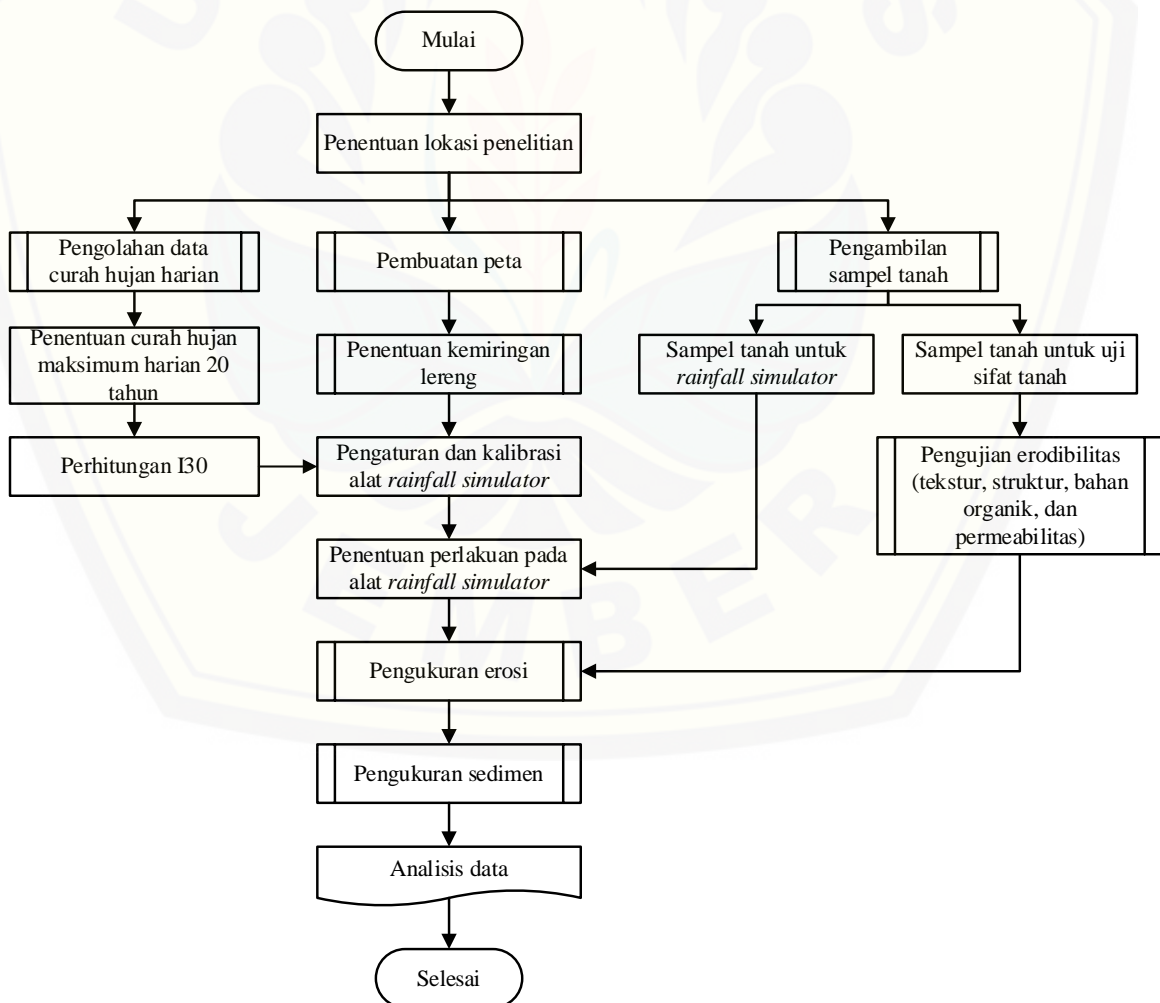 Mulai
Penentuan lokasi penelitian
Pengolahan data
curah hujan harian
Pembuatan peta
Pengambilan
sampel tanah
Penentuan curah hujan
maksimum harian 20
tahun
Penentuan kemiringan
lereng
Sampel tanah untuk
rainfall simulator
Sampel tanah untuk uji
sifat tanah
Perhitungan I30
Pengaturan dan kalibrasi
alat rainfall simulator
Pengujian erodibilitas
(tekstur, struktur, bahan
organik, dan
permeabilitas)
Penentuan perlakuan pada
alat rainfall simulator
Pengukuran erosi
Pengukuran sedimen
Analisis data
Selesai
JEMBER